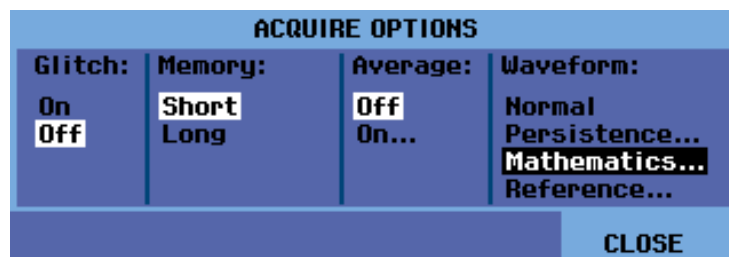 ACQUIRE OPTIONS
Glitch: Memory: Average: Waveform:
On Short Off Normal
Off Long On... Persistence...
Mathematics...
Reference...
CLOSE